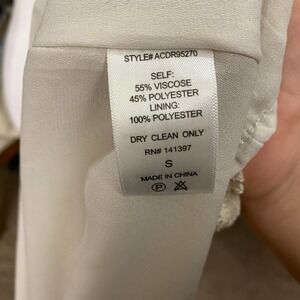 STYLE# ACDR95270
SELF:
55% VISCOSE
45% POLYESTER
LINING:
100% POLYESTER
DRY CLEAN ONLY
RN# 141397
S
MADE IN CHINA
P